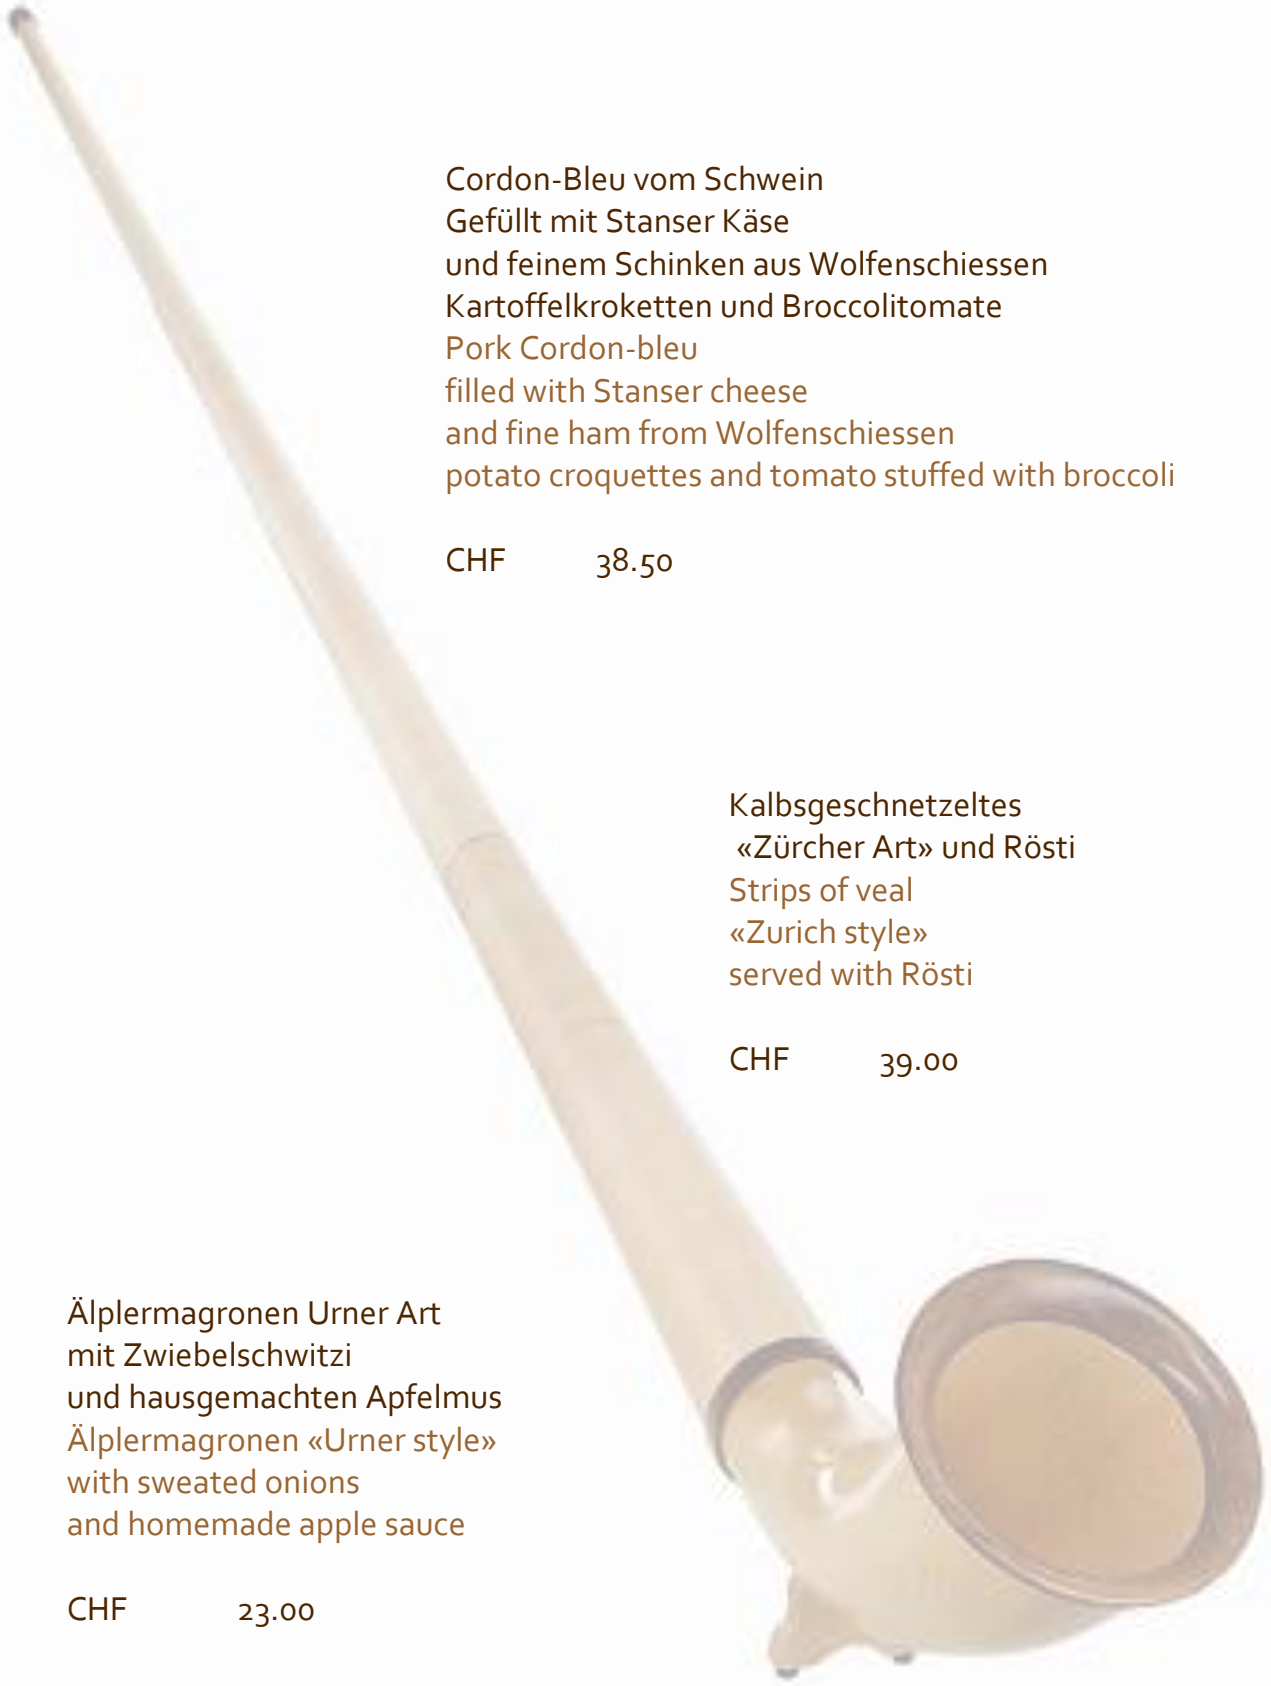 Cordon-Bleu vom Schwein
Gefüllt mit Stanser Käse
und feinem Schinken aus Wolfenschiessen
Kartoffelkroketten und Broccolitomate
Pork Cordon-bleu
filled with Stanser cheese
and fine ham from Wolfenschiessen
potato croquettes and tomato stuffed with broccoli
CHF 38.50
Kalbsgeschnetzeltes
«Zürcher Art» und Rösti
Strips of veal
«Zurich style»
served with Rösti
CHF 39.00
Älplermagronen Urner Art
mit Zwiebelschwitzi
und hausgemachten Apfelmus
Älplermagronen «Urner style»
with sweated onions
and homemade apple sauce
CHF 23.00